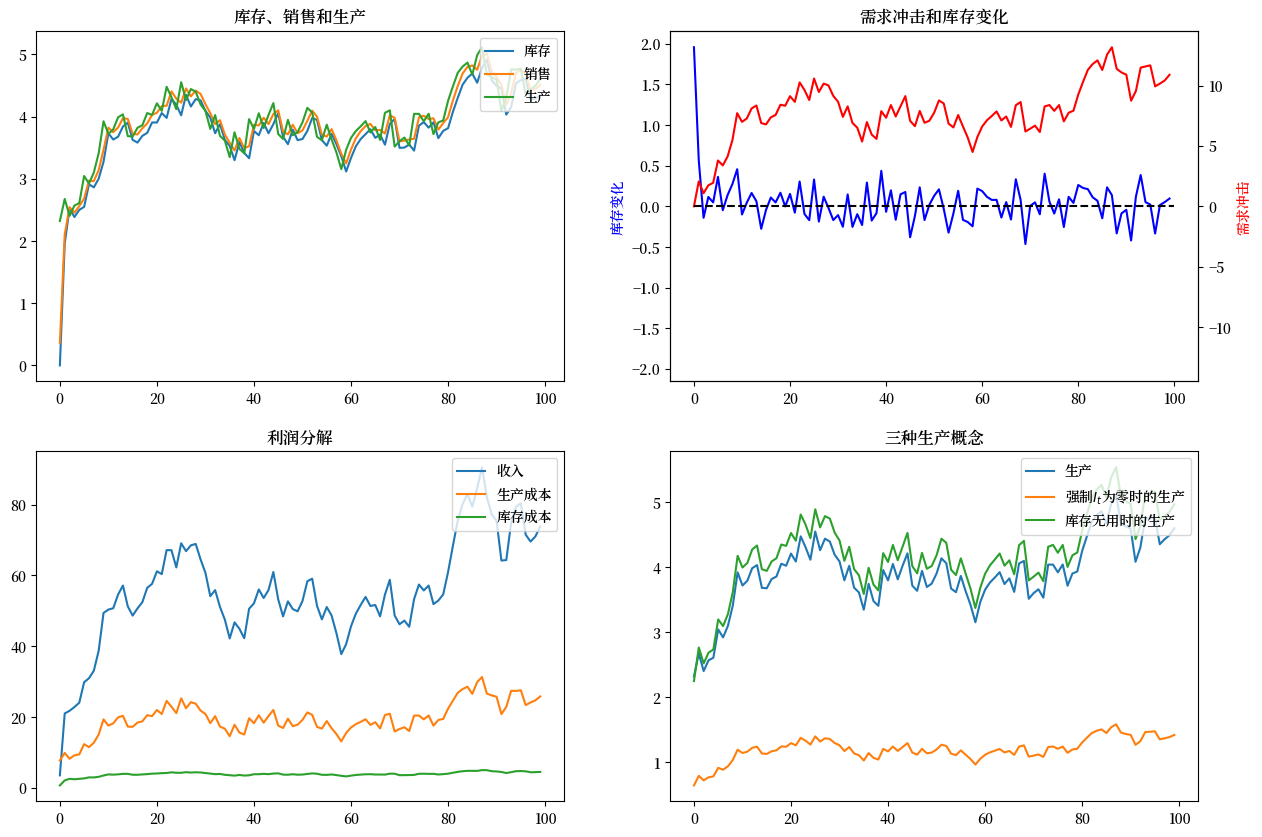 库存、销售和生产
库存
销售
生产
5
4
3
2
1
0
0 20 40 60 80 100
需求冲击和库存变化
2.0
1.5
1.0
0.5
0.0
−0.5
−1.0
−1.5
−2.0
库存变化
10
5
0
−5
−10
需求冲击
0 20 40 60 80 100
利润分解
收入
生产成本
库存成本
80
60
40
20
0
0 20 40 60 80 100
三种生产概念
生产
强制I_t为零时的生产
库存无用时的生产
5
4
3
2
1
0 20 40 60 80 100